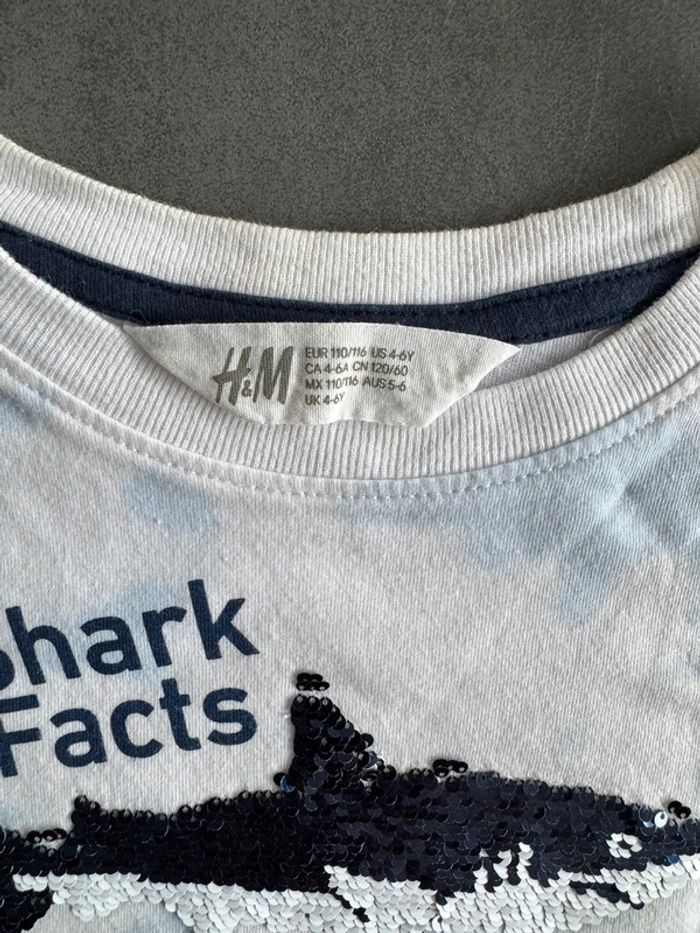 H&M
EUR 110/116 US 4-6Y
CA 4-6A CN 120/60
MX 110/116 AUS 5-6
UK 4-6Y
Shark
Facts